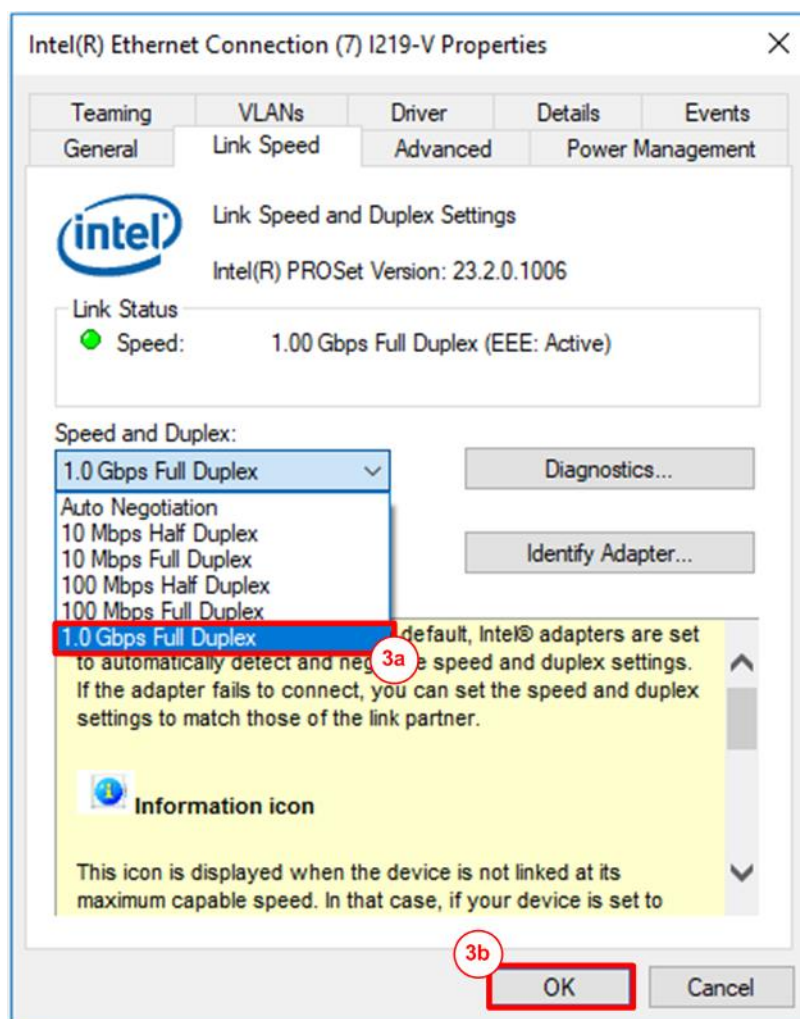 Intel(R) Ethernet Connection (7) I219-V Properties
Teaming VLANs Driver Details Events
General Link Speed Advanced Power Management
intel
Link Speed and Duplex Settings
Intel(R) PROSet Version: 23.2.0.1006
Link Status
Speed: 1.00 Gbps Full Duplex (EEE: Active)
Speed and Duplex:
1.0 Gbps Full Duplex
Diagnostics...
Auto Negotiation
10 Mbps Half Duplex
10 Mbps Full Duplex
Identify Adapter...
100 Mbps Half Duplex
100 Mbps Full Duplex
1.0 Gbps Full Duplex
default, Intel® adapters are set
3a
to automatically detect and speed and duplex settings.
If the adapter fails to connect, you can set the speed and duplex
settings to match those of the link partner.
Information icon
This icon is displayed when the device is not linked at its
maximum capable speed. In that case, if your device is set to
3b
OK Cancel